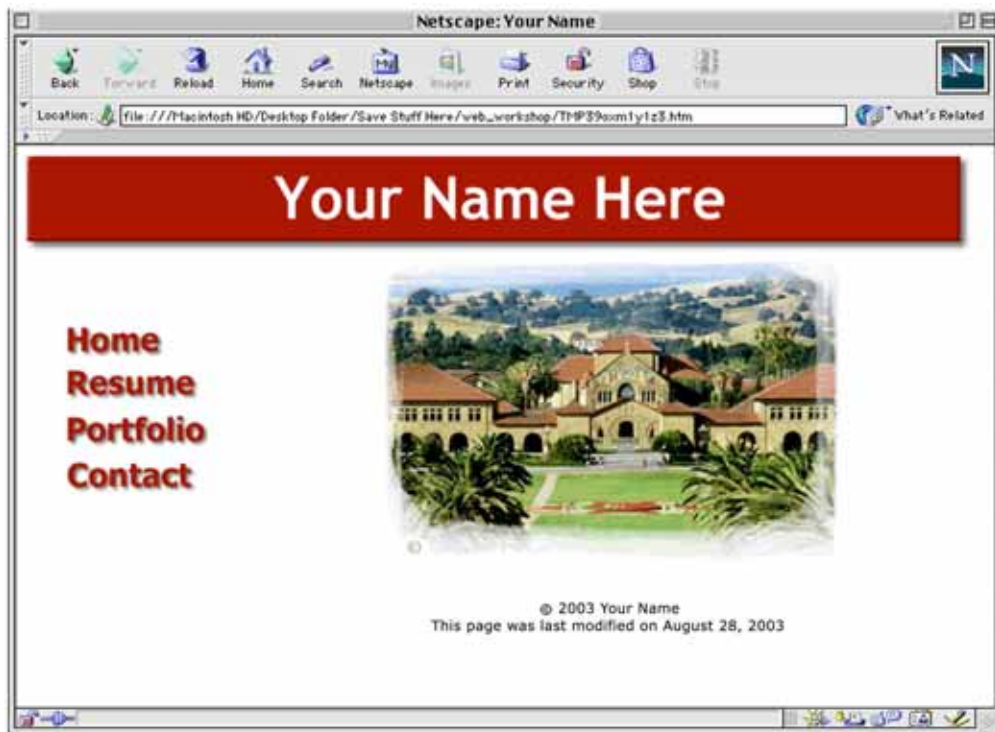 Netscape: Your Name
Back Forward Reload Home Search Netscape Images Print Security Shop Stop
Location: file:///Macintosh HD/Desktop Folder/Save Stuff Here/web_workshop/TMP39oxm1y1z3.htm What's Related
N
Your Name Here
Home
Resume
Portfolio
Contact
©
© 2003 Your Name
This page was last modified on August 28, 2003